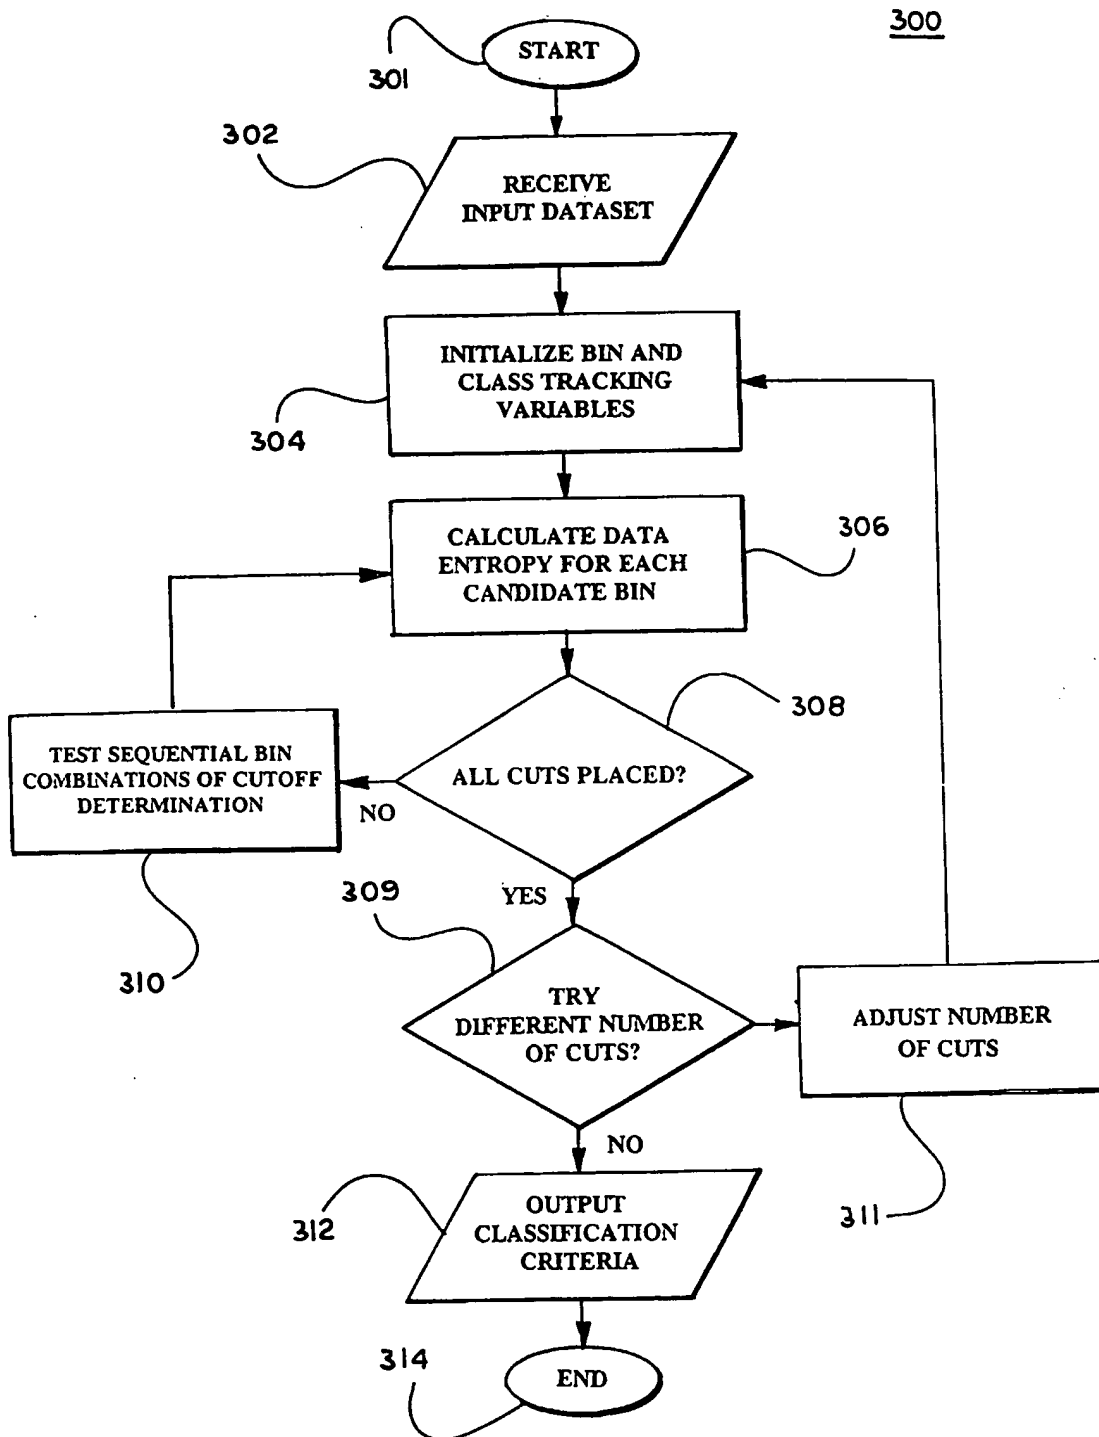 300
START
301
302
RECEIVE
INPUT DATASET
INITIALIZE BIN AND
CLASS TRACKING
VARIABLES
304
CALCULATE DATA
ENTROPY FOR EACH
CANDIDATE BIN
306
308
TEST SEQUENTIAL BIN
COMBINATIONS OF CUTOFF
DETERMINATION
ALL CUTS PLACED?
NO
310
YES
309
TRY
DIFFERENT NUMBER
OF CUTS?
ADJUST NUMBER
OF CUTS
311
NO
OUTPUT
CLASSIFICATION
CRITERIA
312
END
314